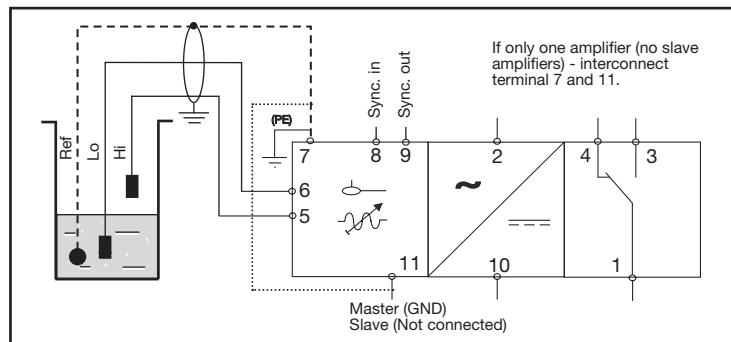 If only one amplifier (no slave
amplifiers) - interconnect
terminal 7 and 11.
Sync. in
Sync. out
(PE)
Ref
Lo
Hi
7
8
9
2
4
3
6
5
~
11
10
1
Master (GND)
Slave (Not connected)